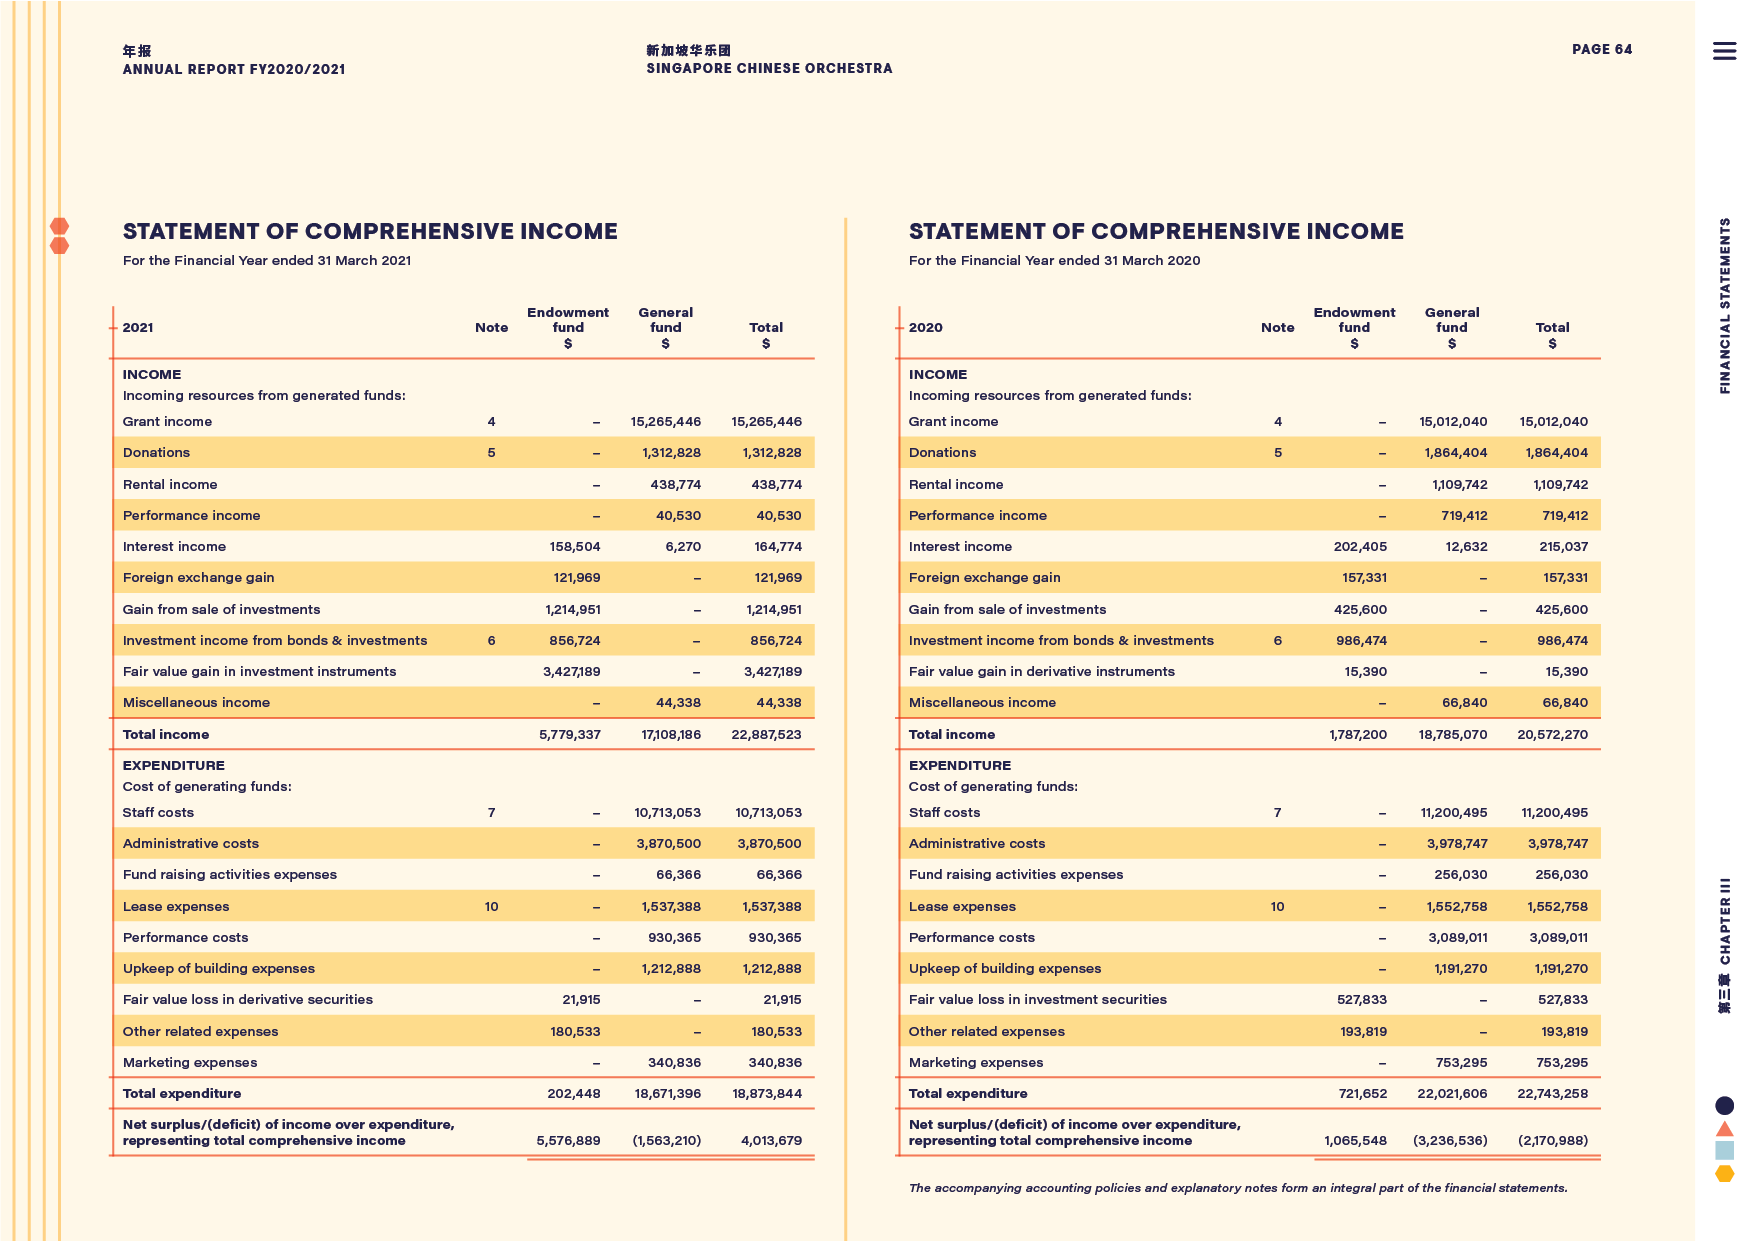 年报
ANNUAL REPORT FY2020/2021
新加坡华乐团
SINGAPORE CHINESE ORCHESTRA
PAGE 64
STATEMENT OF COMPREHENSIVE INCOME
For the Financial Year ended 31 March 2021
2021 Note Endowment fund $ General fund $ Total $
INCOME
Incoming resources from generated funds:
Grant income 4 – 15,265,446 15,265,446
Donations 5 – 1,312,828 1,312,828
Rental income – 438,774 438,774
Performance income – 40,530 40,530
Interest income 158,504 6,270 164,774
Foreign exchange gain 121,969 – 121,969
Gain from sale of investments 1,214,951 – 1,214,951
Investment income from bonds & investments 6 856,724 – 856,724
Fair value gain in investment instruments 3,427,189 – 3,427,189
Miscellaneous income – 44,338 44,338
Total income 5,779,337 17,108,186 22,887,523
EXPENDITURE
Cost of generating funds:
Staff costs 7 – 10,713,053 10,713,053
Administrative costs – 3,870,500 3,870,500
Fund raising activities expenses – 66,366 66,366
Lease expenses 10 – 1,537,388 1,537,388
Performance costs – 930,365 930,365
Upkeep of building expenses – 1,212,888 1,212,888
Fair value loss in derivative securities 21,915 – 21,915
Other related expenses 180,533 – 180,533
Marketing expenses – 340,836 340,836
Total expenditure 202,448 18,671,396 18,873,844
Net surplus/(deficit) of income over expenditure,
representing total comprehensive income 5,576,889 (1,563,210) 4,013,679
STATEMENT OF COMPREHENSIVE INCOME
For the Financial Year ended 31 March 2020
2020 Note Endowment fund $ General fund $ Total $
INCOME
Incoming resources from generated funds:
Grant income 4 – 15,012,040 15,012,040
Donations 5 – 1,864,404 1,864,404
Rental income – 1,109,742 1,109,742
Performance income – 719,412 719,412
Interest income 202,405 12,632 215,037
Foreign exchange gain 157,331 – 157,331
Gain from sale of investments 425,600 – 425,600
Investment income from bonds & investments 6 986,474 – 986,474
Fair value gain in derivative instruments 15,390 – 15,390
Miscellaneous income – 66,840 66,840
Total income 1,787,200 18,785,070 20,572,270
EXPENDITURE
Cost of generating funds:
Staff costs 7 – 11,200,495 11,200,495
Administrative costs – 3,978,747 3,978,747
Fund raising activities expenses – 256,030 256,030
Lease expenses 10 – 1,552,758 1,552,758
Performance costs – 3,089,011 3,089,011
Upkeep of building expenses – 1,191,270 1,191,270
Fair value loss in investment securities 527,833 – 527,833
Other related expenses 193,819 – 193,819
Marketing expenses – 753,295 753,295
Total expenditure 721,652 22,021,606 22,743,258
Net surplus/(deficit) of income over expenditure,
representing total comprehensive income 1,065,548 (3,236,536) (2,170,988)
The accompanying accounting policies and explanatory notes form an integral part of the financial statements.
FINANCIAL STATEMENTS
第三章 CHAPTER III